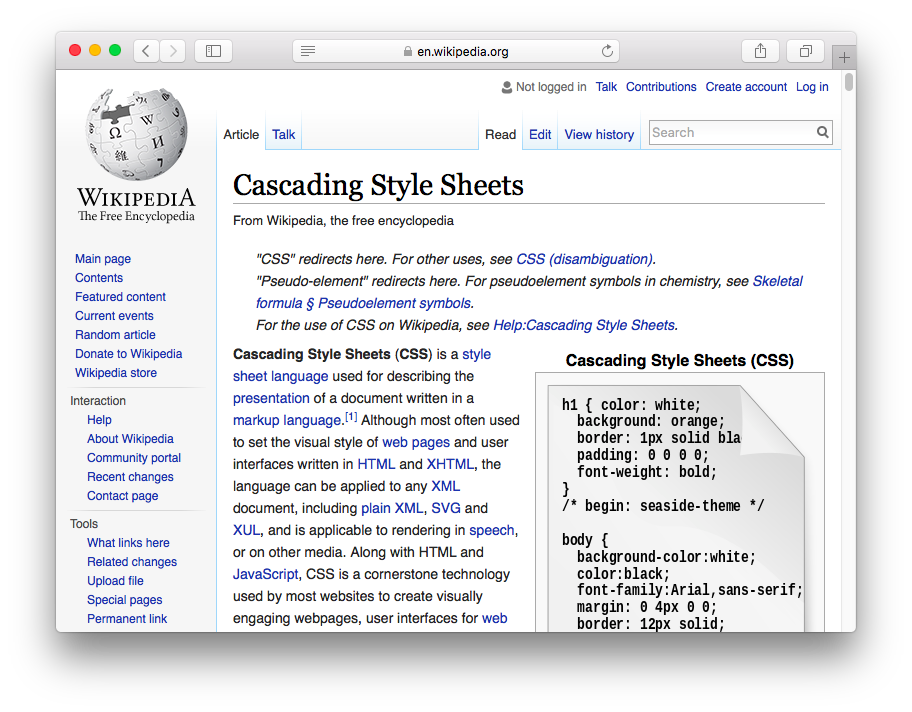 en.wikipedia.org
Not logged in Talk Contributions Create account Log in
WIKIPEDIA
The Free Encyclopedia
Article Talk Read Edit View history Search
Cascading Style Sheets
From Wikipedia, the free encyclopedia
"CSS" redirects here. For other uses, see CSS (disambiguation).
"Pseudo-element" redirects here. For pseudoelement symbols in chemistry, see Skeletal
formula § Pseudoelement symbols.
For the use of CSS on Wikipedia, see Help:Cascading Style Sheets.
Main page
Contents
Featured content
Current events
Random article
Donate to Wikipedia
Wikipedia store
Interaction
Help
About Wikipedia
Community portal
Recent changes
Contact page
Tools
What links here
Related changes
Upload file
Special pages
Permanent link
Cascading Style Sheets (CSS) is a style
sheet language used for describing the
presentation of a document written in a
markup language.[1] Although most often used
to set the visual style of web pages and user
interfaces written in HTML and XHTML, the
language can be applied to any XML
document, including plain XML, SVG and
XUL, and is applicable to rendering in speech,
or on other media. Along with HTML and
JavaScript, CSS is a cornerstone technology
used by most websites to create visually
engaging webpages, user interfaces for web
Cascading Style Sheets (CSS)
h1 { color: white;
background: orange;
border: 1px solid bla
padding: 0 0 0 0;
font-weight: bold;
}
/* begin: seaside-theme */
body {
background-color:white;
color:black;
font-family:Arial,sans-serif;
margin: 0 4px 0 0;
border: 12px solid;